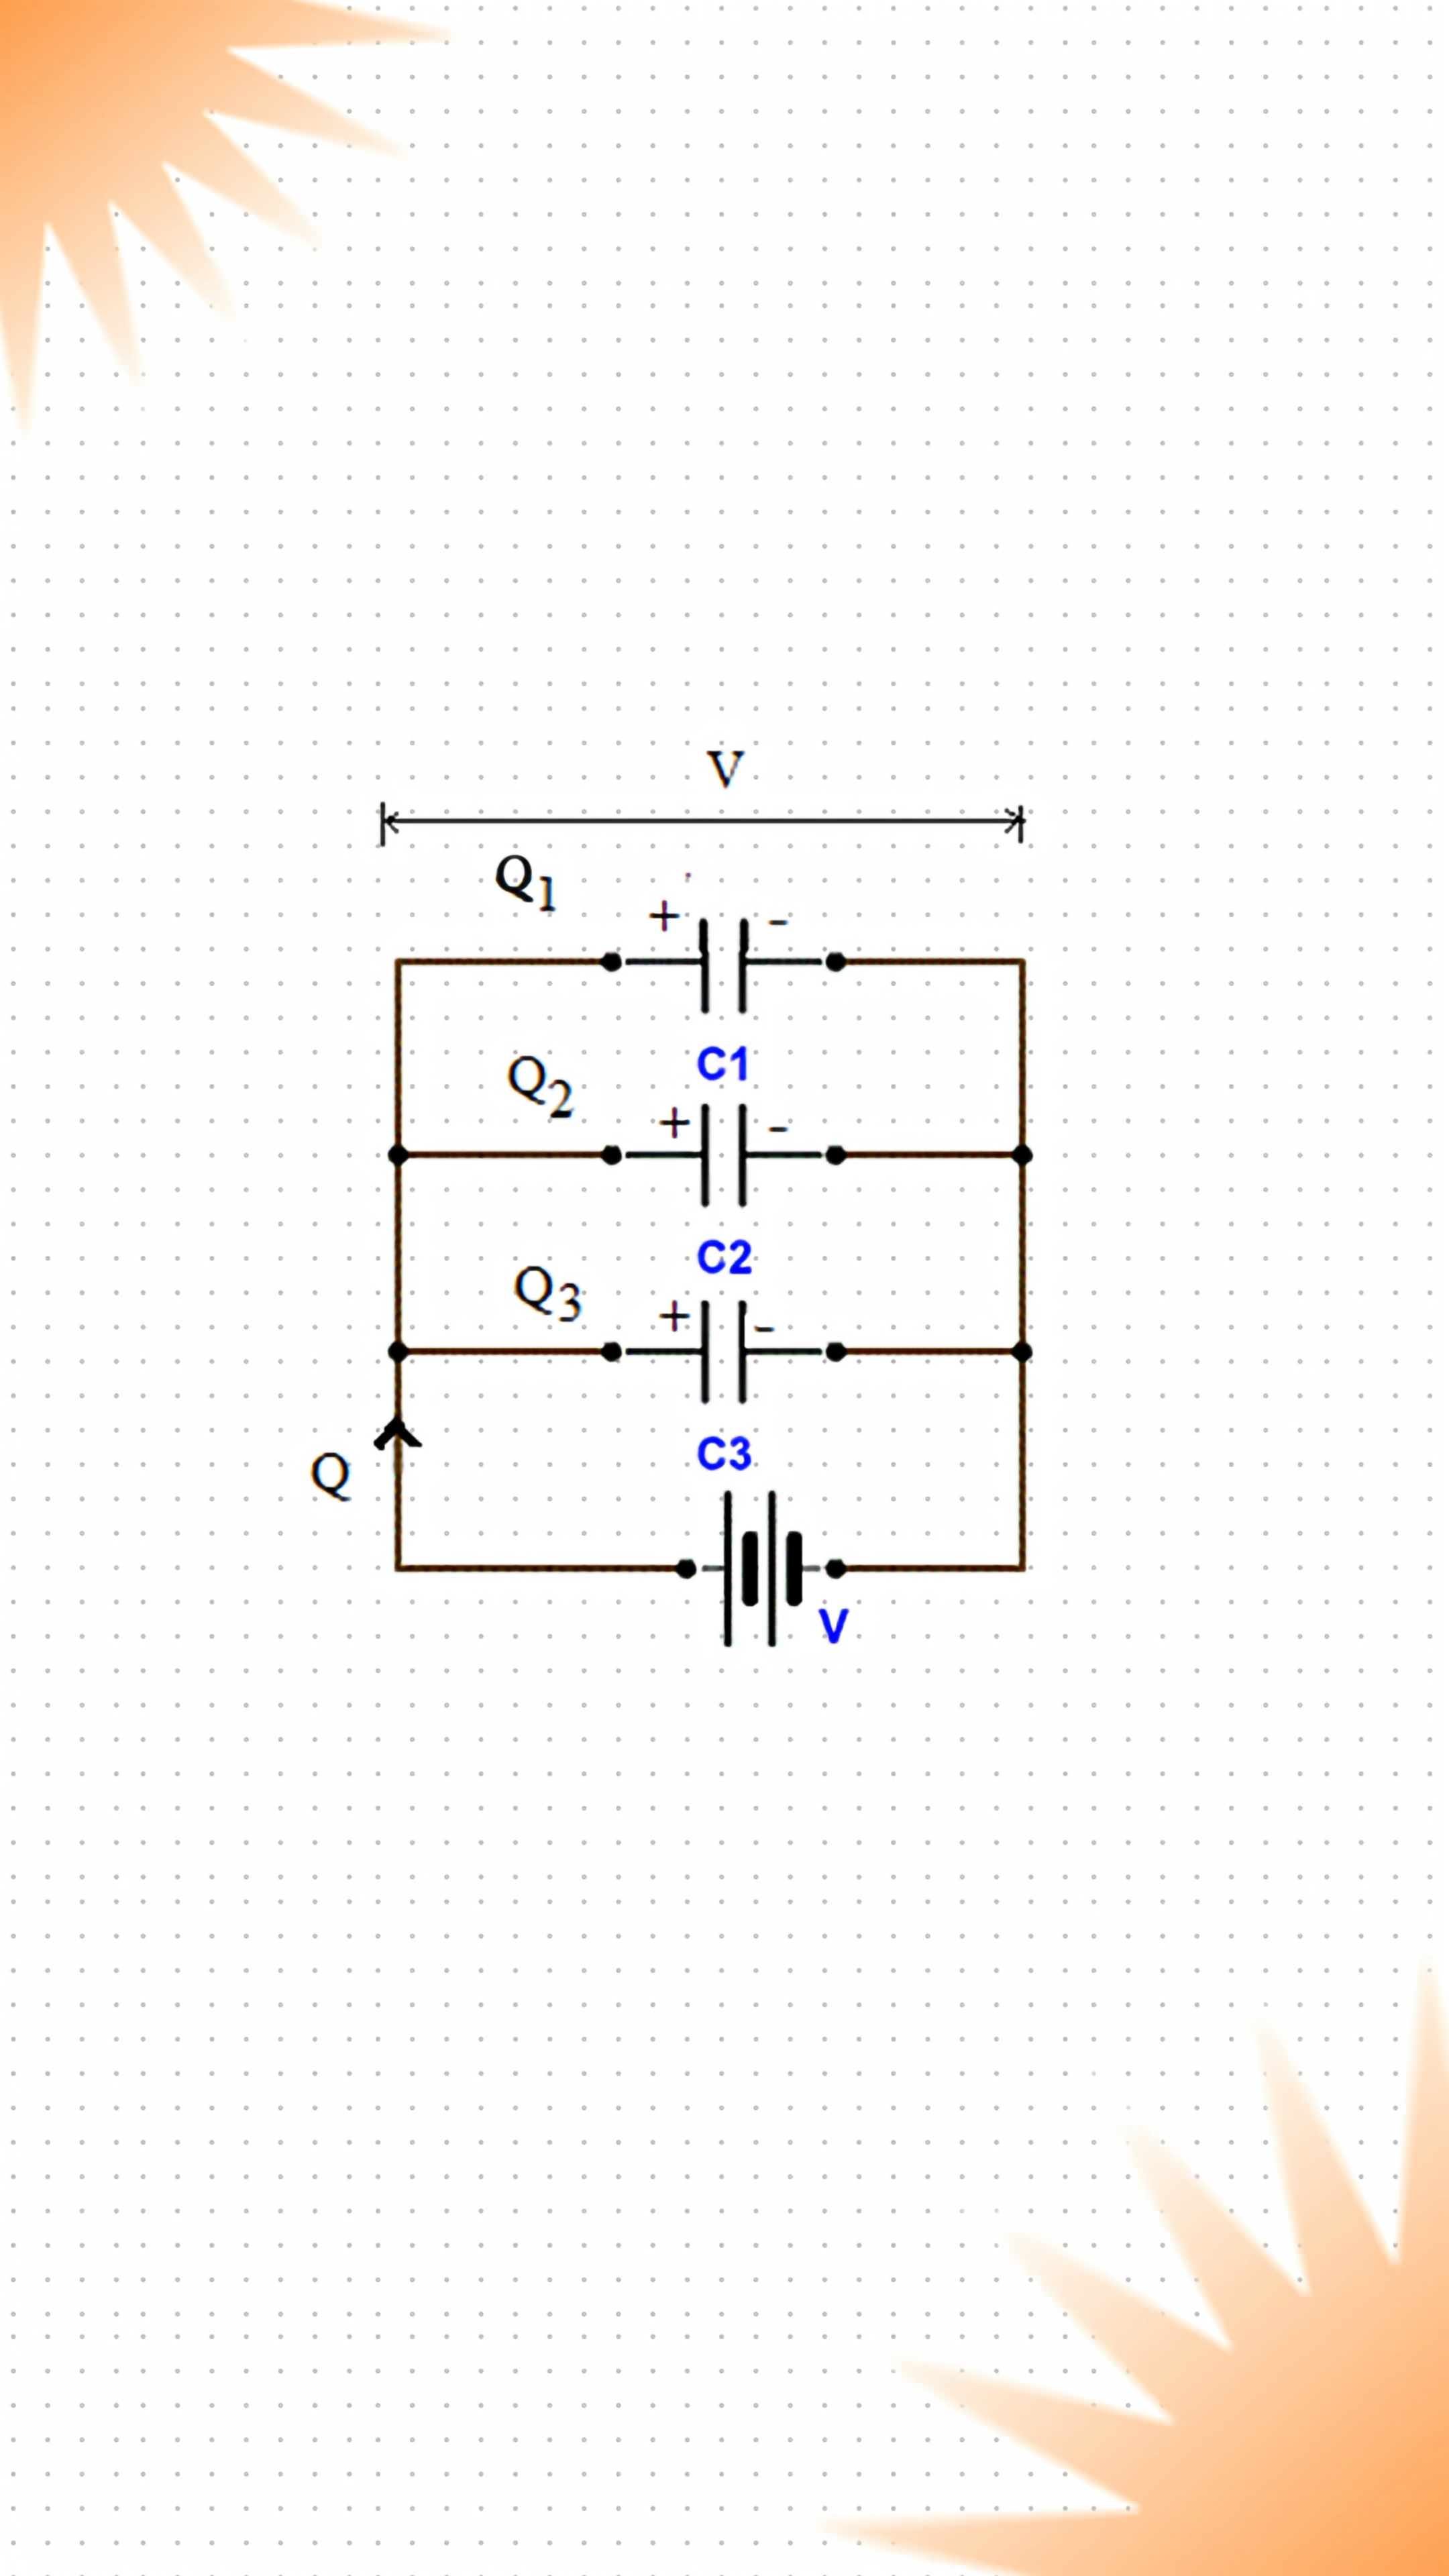 V
Q1
+ -
C1
Q2
+ -
C2
Q3
+ -
C3
Q
V